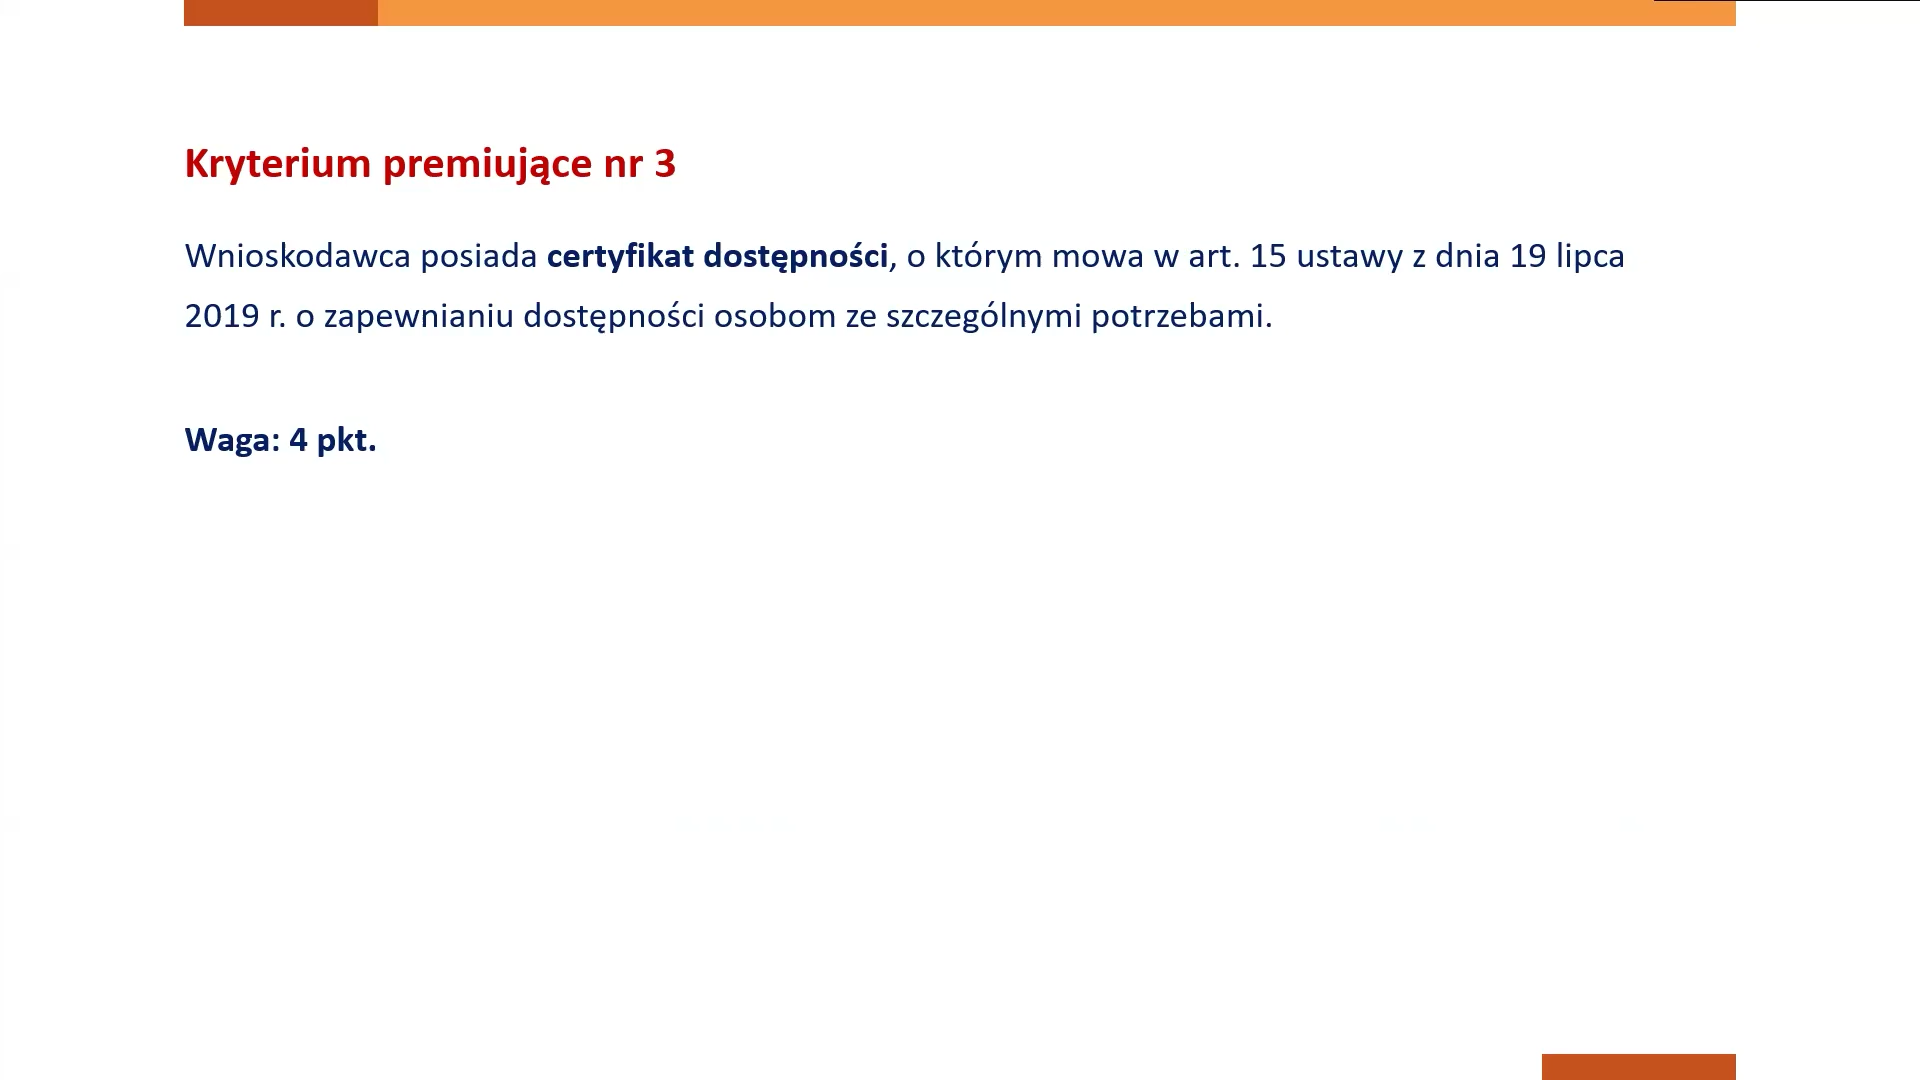 Kryterium premiujące nr 3
Wnioskodawca posiada certyfikat dostępności, o którym mowa w art. 15 ustawy z dnia 19 lipca
2019 r. o zapewnianiu dostępności osobom ze szczególnymi potrzebami.
Waga: 4 pkt.